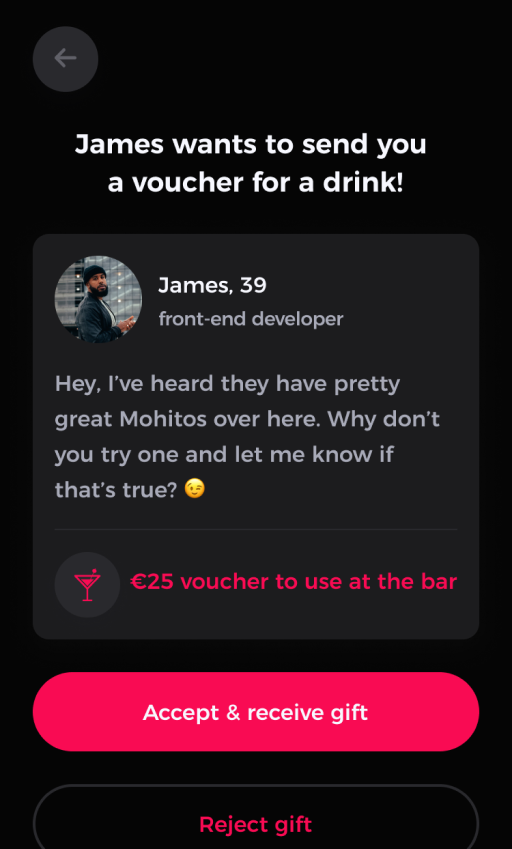 James wants to send you
a voucher for a drink!
James, 39
front-end developer
Hey, I've heard they have pretty
great Mohitos over here. Why don't
you try one and let me know if
that's true? 😉
€25 voucher to use at the bar
Accept & receive gift
Reject gift